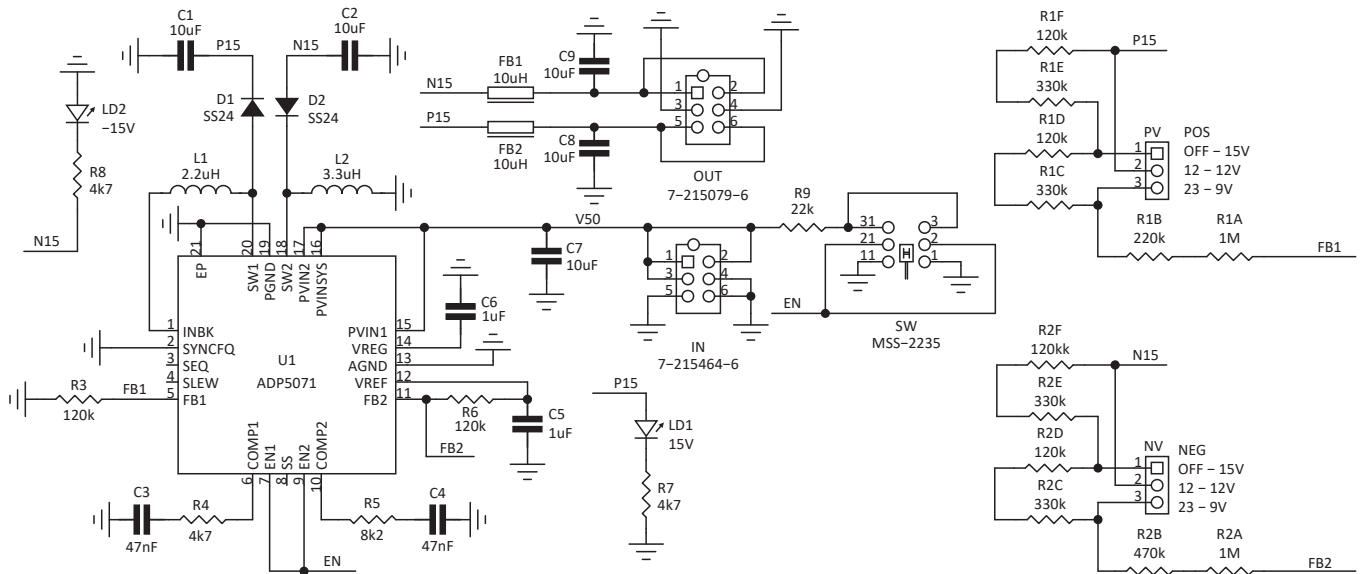 C1
10uF
P15
C2
10uF
N15
LD2
−15V
D1
SS24
D2
SS24
R8
4k7
N15
L1
2.2uH
L2
3.3uH
FB1
10uH
N15
P15
FB2
10uH
C9
10uF
C8
10uF
1
2
3
4
5
6
OUT
7−215079−6
R1F
120k
P15
R1E
330k
R1D
120k
R1C
330k
PV
POS
1
OFF − 15V
2
12 − 12V
3
23 − 9V
R1B
220k
R1A
1M
FB1
V50
R9
22k
31
3
21
2
11
1
H
EN
SW
MSS−2235
C7
10uF
1
2
3
4
5
6
IN
7−215464−6
21
20
19
18
17
16
EP
SW1
PGND
SW2
PVIN2
PVINSYS
1
INBK
2
SYNCFQ
3
SEQ
4
SLEW
5
FB1
U1
ADP5071
PVIN1
15
VREG
14
AGND
13
VREF
12
FB2
11
COMP1
EN1
SS
EN2
COMP2
6
7
8
9
10
C6
1uF
R3
120k
FB1
R6
120k
FB2
C5
1uF
C3
47nF
R4
4k7
R5
8k2
C4
47nF
EN
P15
LD1
15V
R7
4k7
R2F
120kk
N15
R2E
330k
R2D
120k
R2C
330k
NV
NEG
1
OFF − 15V
2
12 − 12V
3
23 − 9V
R2B
470k
R2A
1M
FB2